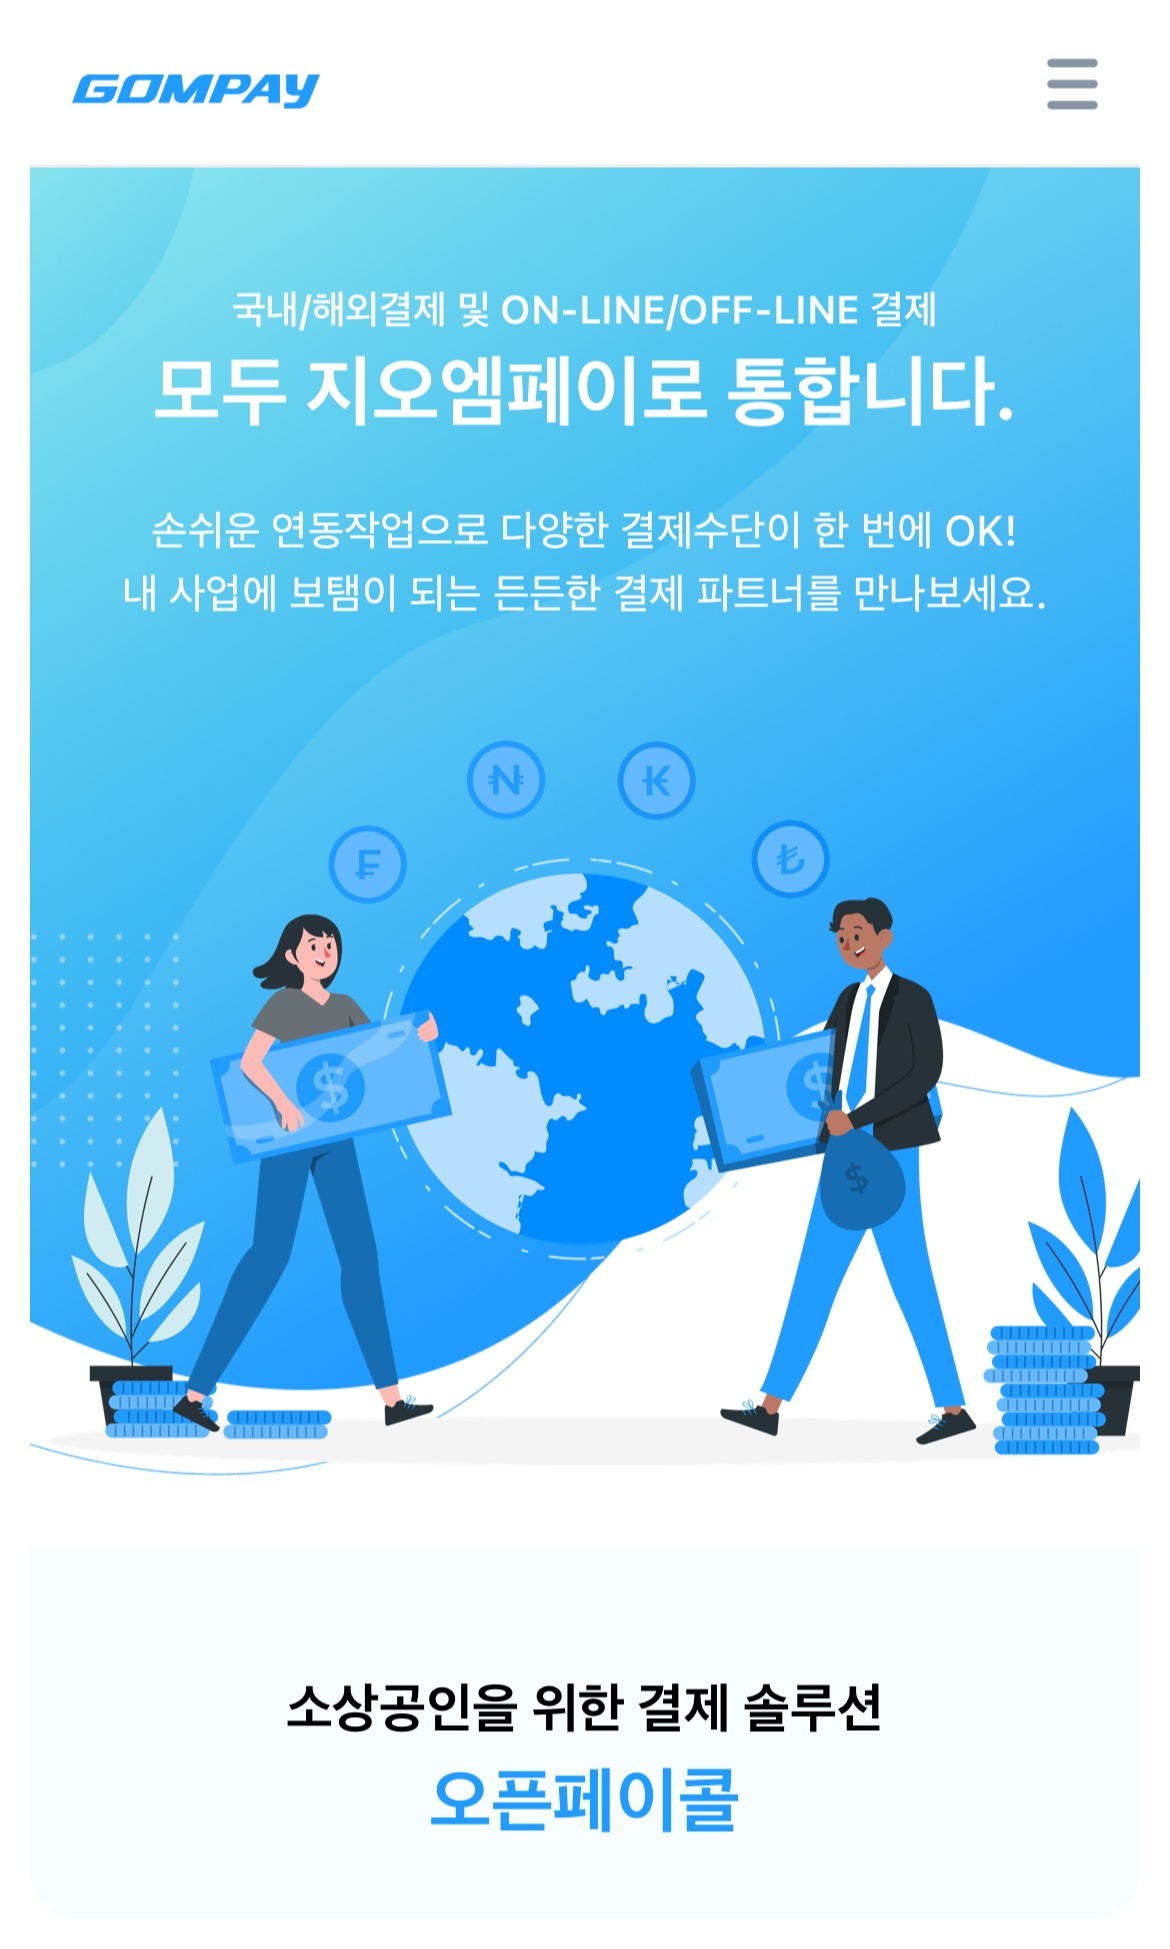 GOMPAY
국내/해외결제 및 ON-LINE/OFF-LINE 결제
모두 지오엠페이로 통합니다.
손쉬운 연동작업으로 다양한 결제수단이 한 번에 OK!
내 사업에 보탬이 되는 든든한 결제 파트너를 만나보세요.
₦ ₭
₣ ₺
$ $
$
소상공인을 위한 결제 솔루션
오픈페이콜